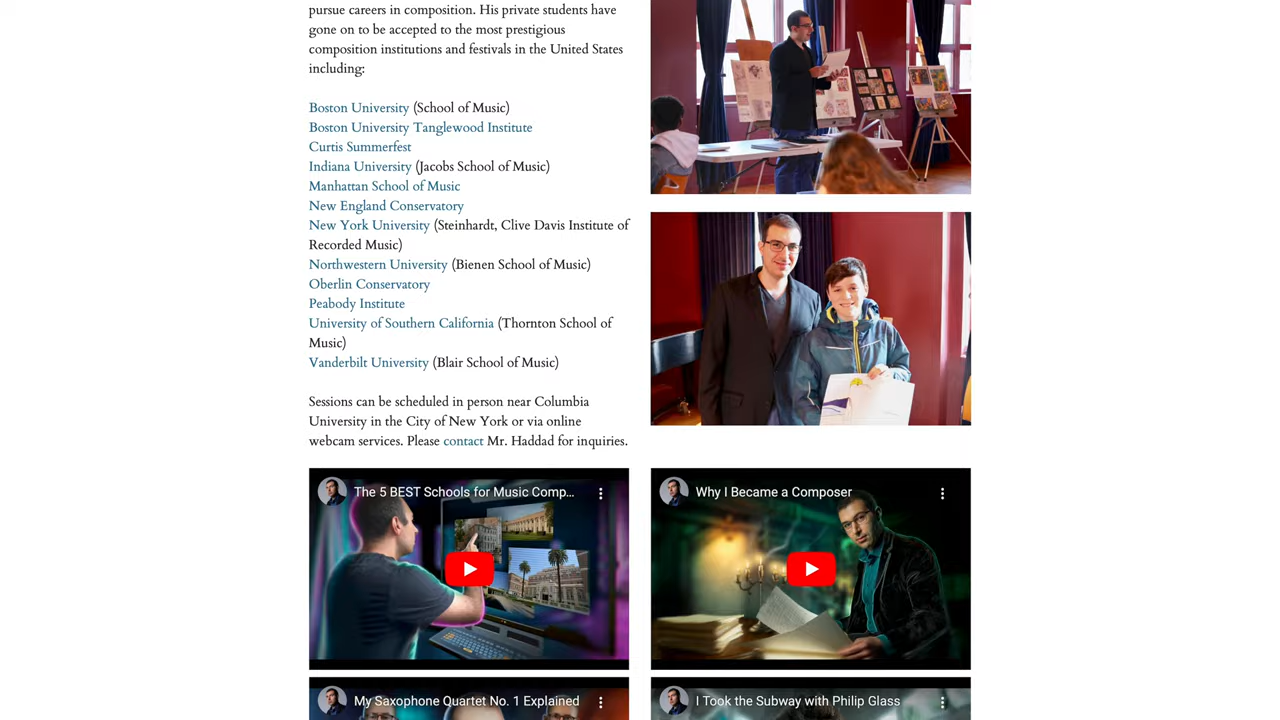 pursue careers in composition. His private students have
gone on to be accepted to the most prestigious
composition institutions and festivals in the United States
including:
Boston University (School of Music)
Boston University Tanglewood Institute
Curtis Summerfest
Indiana University (Jacobs School of Music)
Manhattan School of Music
New England Conservatory
New York University (Steinhardt, Clive Davis Institute of
Recorded Music)
Northwestern University (Bienen School of Music)
Oberlin Conservatory
Peabody Institute
University of Southern California (Thornton School of
Music)
Vanderbilt University (Blair School of Music)
Sessions can be scheduled in person near Columbia
University in the City of New York or via online
webcam services. Please contact Mr. Haddad for inquiries.
The 5 BEST Schools for Music Comp...
Why I Became a Composer
My Saxophone Quartet No. 1 Explained
I Took the Subway with Philip Glass